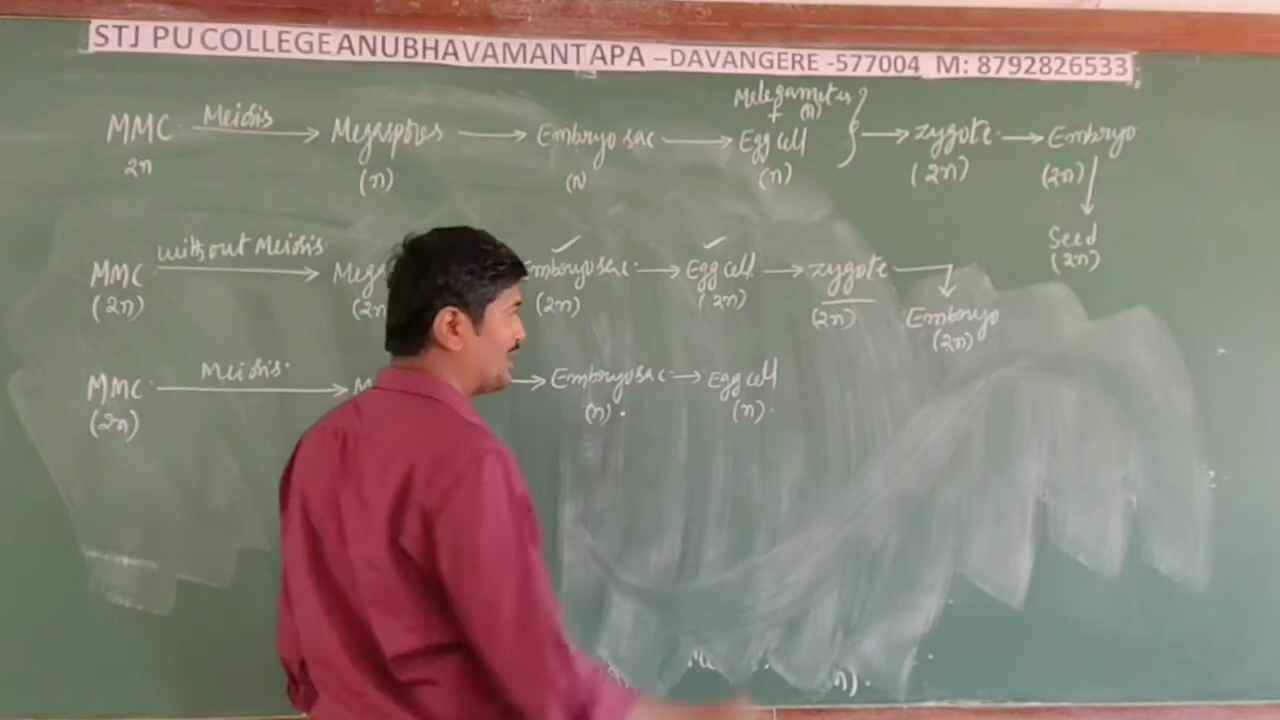 STJ PU COLLEGE ANUBHAVAMANTAPA –DAVANGERE -577004 M: 8792826533
Malegametes
+ (n)
MMC Meiosis → Megaspores → Embryo sac → Egg cell } → zygote → Embryo
2n (n) (N) (n) (2n) (2n)
Seed
(2n)
MMC without Meiosis → Mega Embryo sac → Egg cell → zygote
(2n) (2n (2n) (2n) (2n)
Embryo
(2n)
MMC Meiosis → M → Embryo sac → Egg cell
(2n) (n) (n)
n)